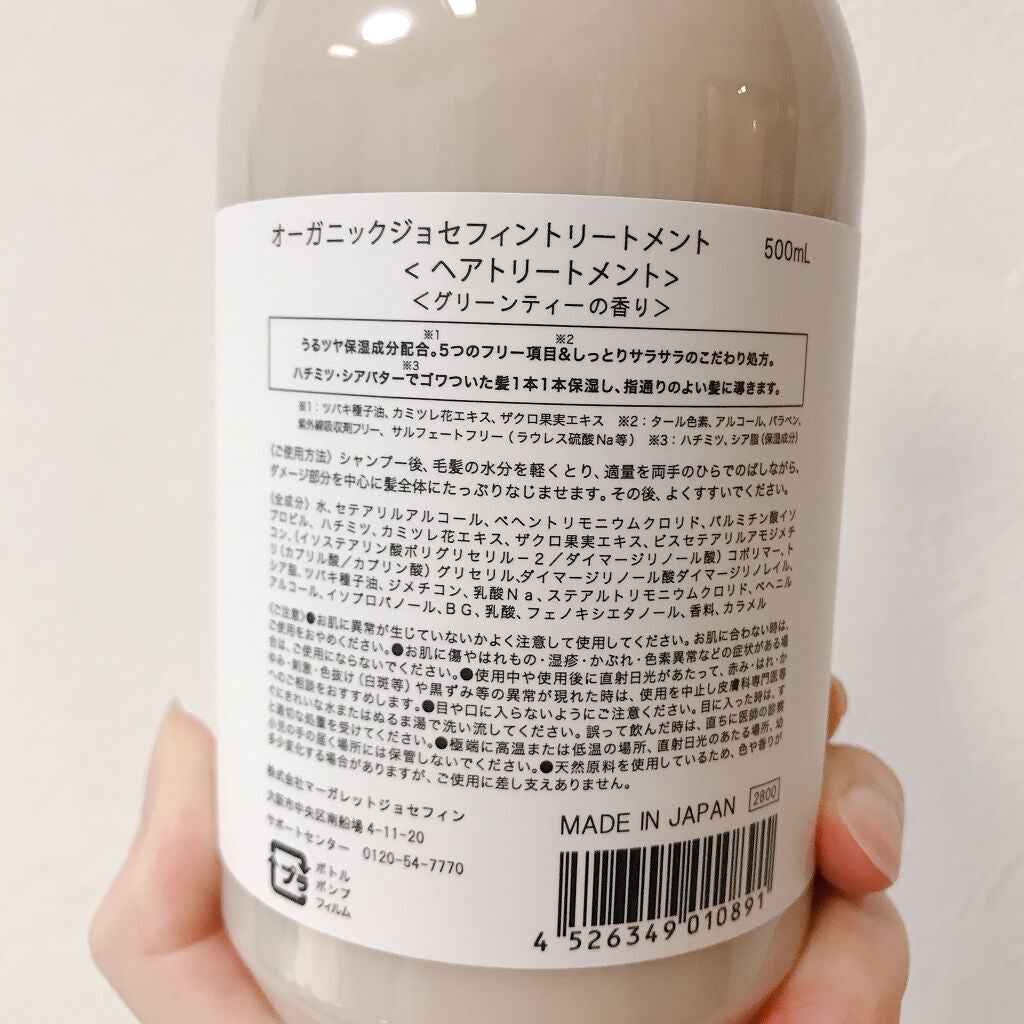 オーガニックジョセフィントリートメント 500mL
<ヘアトリートメント>
<グリーンティーの香り>
うるツヤ保湿成分配合※1。5つのフリー項目※2&しっとりサラサラのこだわり処方。
ハチミツ・シアバター※3でゴワついた髪1本1本保湿し、指通りのよい髪に導きます。
※1:ツバキ種子油、カミツレ花エキス、ザクロ果実エキス ※2:タール色素、アルコール、パラベン、
紫外線吸収剤フリー、サルフェートフリー(ラウレス硫酸Na等) ※3:ハチミツ、シア脂(保湿成分)
〈ご使用方法〉シャンプー後、毛髪の水分を軽くとり、適量を両手のひらでのばしながら、
ダメージ部分を中心に髪全体にたっぷりなじませます。その後、よくすすいでください。
〈全成分〉水、セテアリルアルコール、ベヘントリモニウムクロリド、パルミチン酸イソ
プロピル、ハチミツ、カミツレ花エキス、ザクロ果実エキス、ビスセテアリルアモジメチ
コン、(イソステアリン酸ポリグリセリル-2/ダイマージリノール酸)コポリマー、ト
リ(カプリル酸/カプリン酸)グリセリル、ダイマージリノール酸ダイマージリノレイル、
シア脂、ツバキ種子油、ジメチコン、乳酸Na、ステアルトリモニウムクロリド、ベヘニル
アルコール、イソプロパノール、BG、乳酸、フェノキシエタノール、香料、カラメル
〈ご注意〉●お肌に異常が生じていないかよく注意して使用してください。お肌に合わない時は、
ご使用をおやめください。●お肌に傷やはれもの・湿疹・かぶれ・色素異常などの症状がある場
合は、ご使用にならないでください。●使用中や使用後に直射日光があたって、赤み・はれ・か
ゆみ・刺激・色抜け(白斑等)や黒ずみ等の異常が現れた時は、使用を中止し皮膚科専門医等
へのご相談をおすすめします。●目や口に入らないようにご注意ください。目に入った時は、す
ぐにきれいな水またはぬるま湯で洗い流してください。誤って飲んだ時は、直ちに医師の診察
と適切な処置を受けてください。●極端に高温または低温の場所、直射日光のあたる場所、幼
小児の手の届く場所には保管しないでください。●天然原料を使用しているため、色や香りが
多少変化する場合がありますが、ご使用に差し支えありません。
株式会社マーガレットジョセフィン
大阪市中央区南船場4-11-20
サポートセンター 0120-54-7770
プラ
ボトル
ポンプ
フィルム
MADE IN JAPAN 2800
4 526349 010891